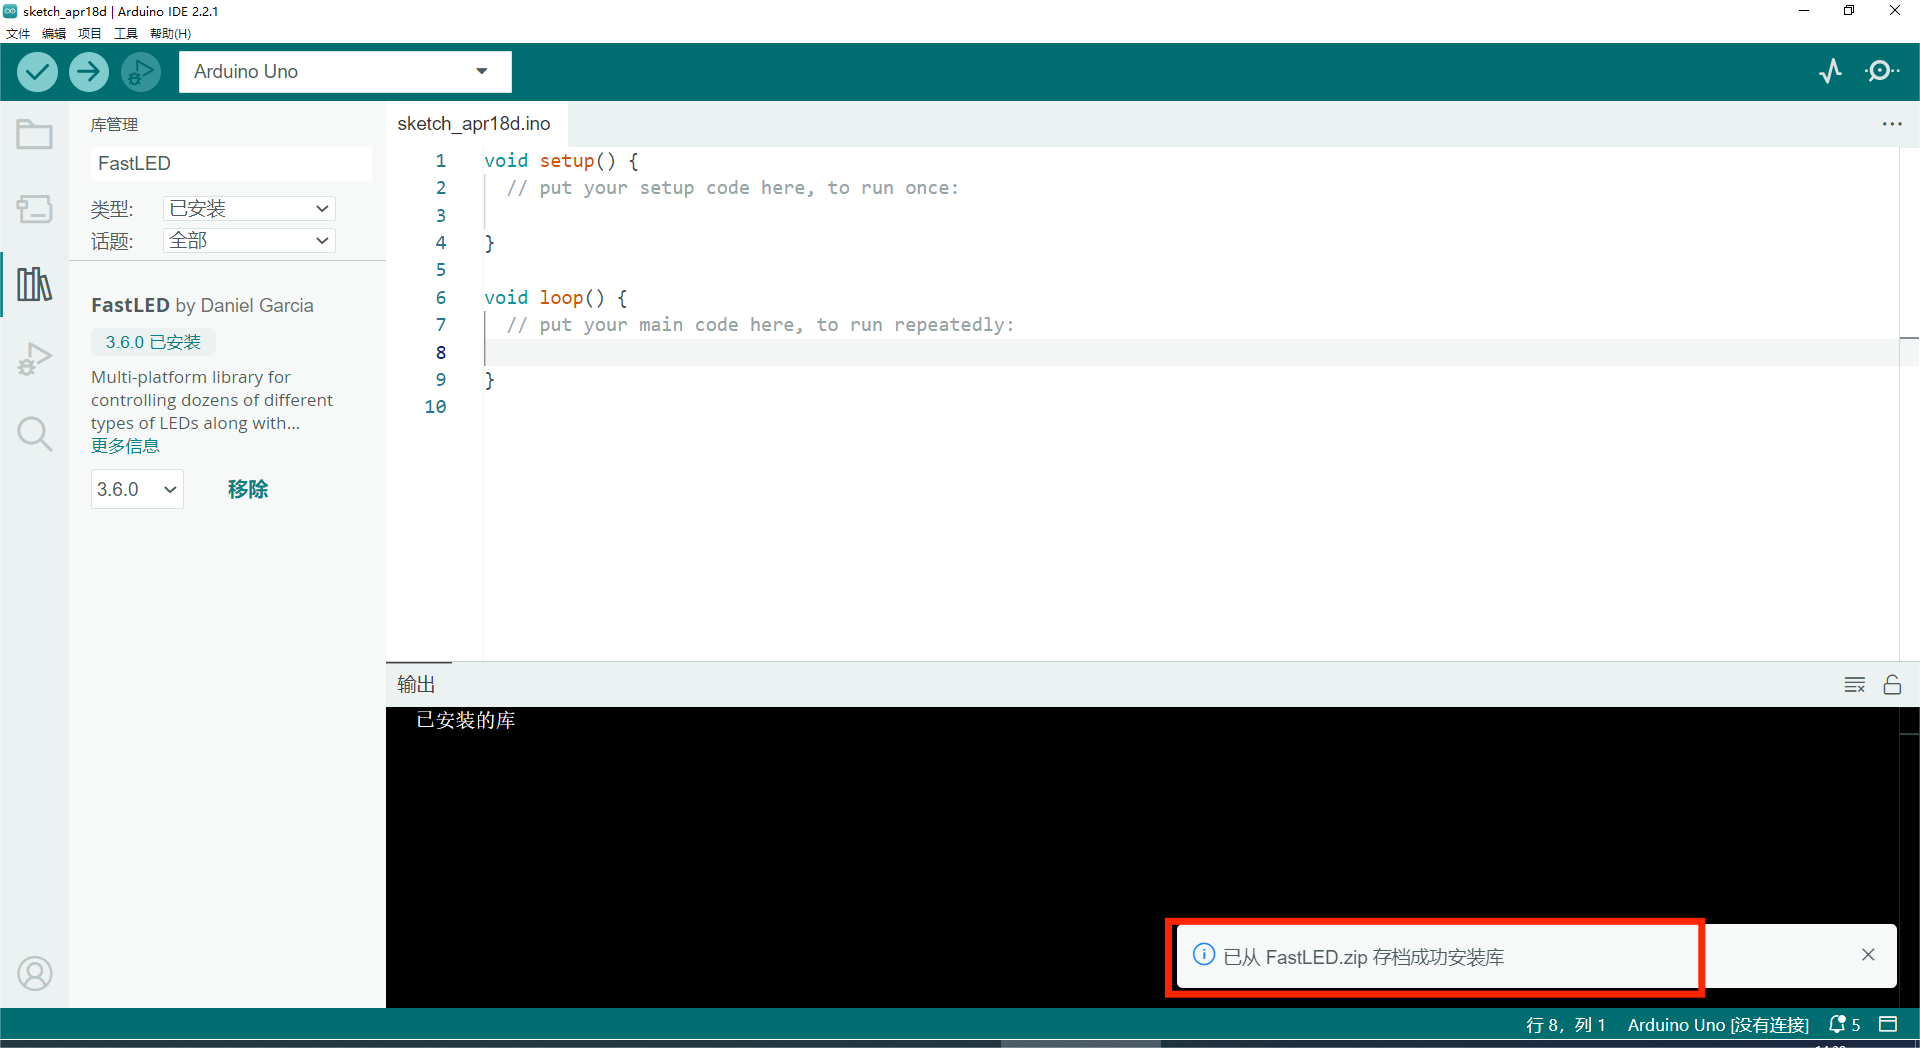 sketch_apr18d | Arduino IDE 2.2.1
文件 编辑 项目 工具 帮助(H)
Arduino Uno
库管理
FastLED
类型: 已安装
话题: 全部
FastLED by Daniel Garcia
3.6.0 已安装
Multi-platform library for
controlling dozens of different
types of LEDs along with...
更多信息
3.6.0 移除
sketch_apr18d.ino
1 void setup() {
2 // put your setup code here, to run once:
3
4 }
5
6 void loop() {
7 // put your main code here, to run repeatedly:
8
9 }
10
输出
已安装的库
已从 FastLED.zip 存档成功安装库
行 8，列 1 Arduino Uno [没有连接] 5